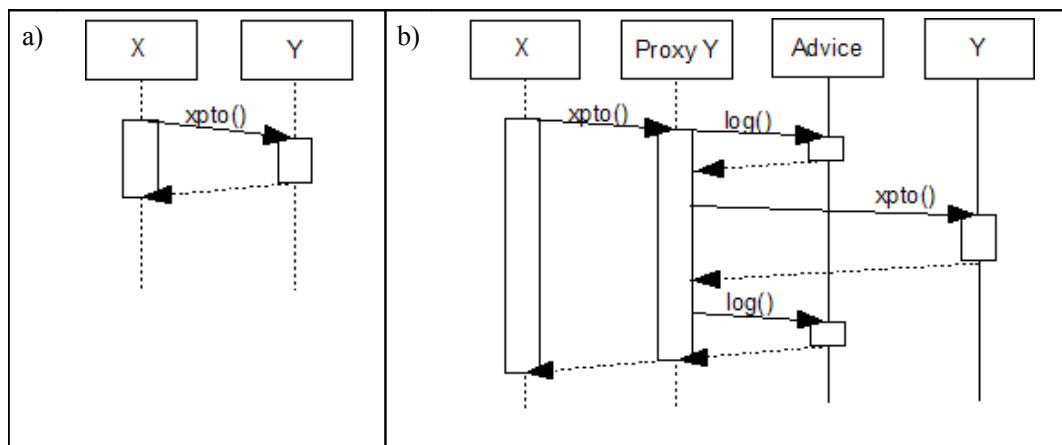 a)
X
Y
xpto()
b)
X
Proxy Y
Advice
Y
xpto()
log()
xpto()
log()